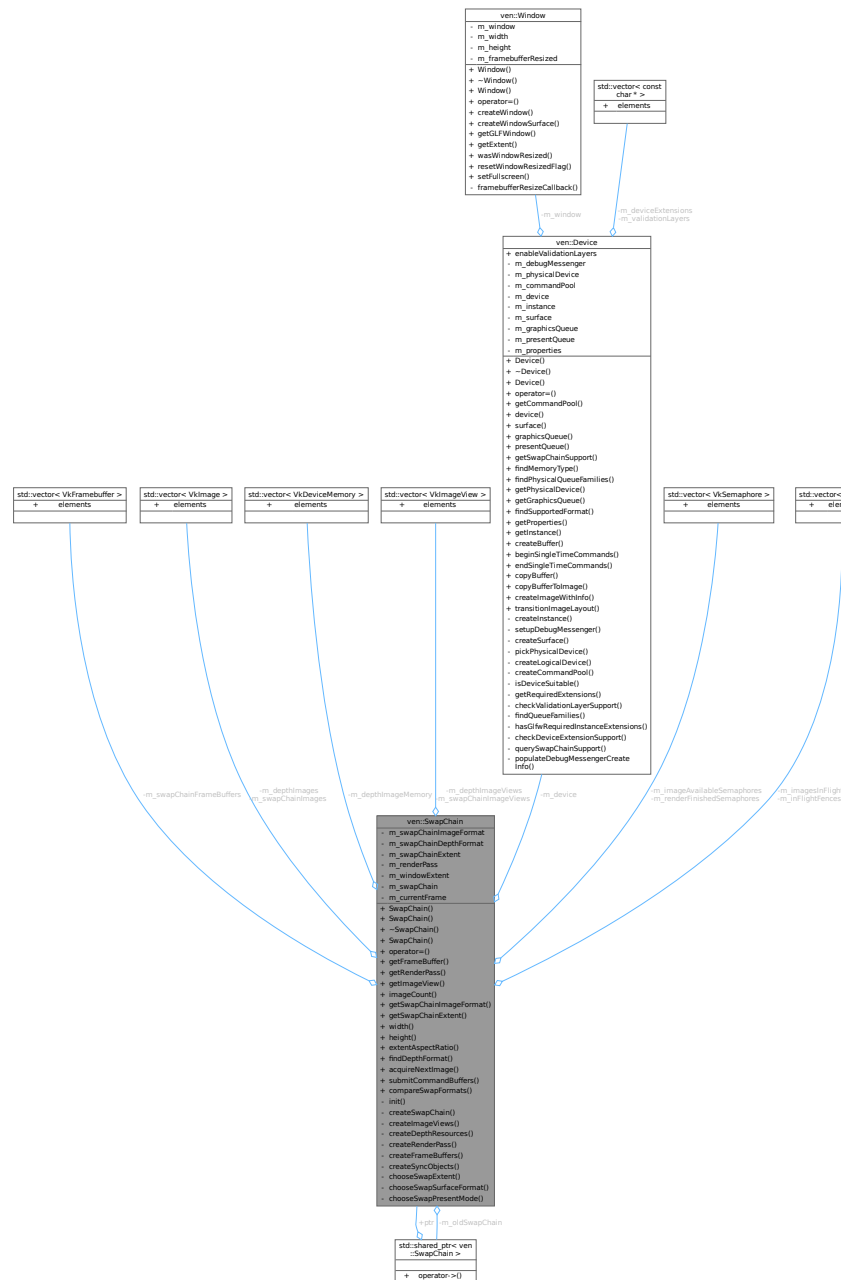 ven::Window
- m_window
- m_width
- m_height
- m_framebufferResized
+ Window()
+ ~Window()
+ Window()
+ operator=()
+ createWindow()
+ createWindowSurface()
+ getGLFWindow()
+ getExtent()
+ wasWindowResized()
+ resetWindowResizedFlag()
+ setFullscreen()
- framebufferResizeCallback()
std::vector< const
char * >
+ elements
-m_window
-m_deviceExtensions
-m_validationLayers
ven::Device
+ enableValidationLayers
- m_debugMessenger
- m_physicalDevice
- m_commandPool
- m_device
- m_instance
- m_surface
- m_graphicsQueue
- m_presentQueue
- m_properties
+ Device()
+ ~Device()
+ Device()
+ operator=()
+ getCommandPool()
+ device()
+ surface()
+ graphicsQueue()
+ presentQueue()
+ getSwapChainSupport()
+ findMemoryType()
+ findPhysicalQueueFamilies()
+ getPhysicalDevice()
+ getGraphicsQueue()
+ findSupportedFormat()
+ getProperties()
+ getInstance()
+ createBuffer()
+ beginSingleTimeCommands()
+ endSingleTimeCommands()
+ copyBuffer()
+ copyBufferToImage()
+ createImageWithInfo()
+ transitionImageLayout()
- createInstance()
- setupDebugMessenger()
- createSurface()
- pickPhysicalDevice()
- createLogicalDevice()
- createCommandPool()
- isDeviceSuitable()
- getRequiredExtensions()
- checkValidationLayerSupport()
- findQueueFamilies()
- hasGlfwRequiredInstanceExtensions()
- checkDeviceExtensionSupport()
- querySwapChainSupport()
- populateDebugMessengerCreate
Info()
std::vector< VkFramebuffer >
+ elements
std::vector< VkImage >
+ elements
std::vector< VkDeviceMemory >
+ elements
std::vector< VkImageView >
+ elements
std::vector< VkSemaphore >
+ elements
std::vector<
+ ele
-m_swapChainFrameBuffers
-m_depthImages
-m_swapChainImages
-m_depthImageMemory
-m_depthImageViews
-m_swapChainImageViews
-m_device
-m_imageAvailableSemaphores
-m_renderFinishedSemaphores
-m_imagesInFlight
-m_inFlightFences
ven::SwapChain
- m_swapChainImageFormat
- m_swapChainDepthFormat
- m_swapChainExtent
- m_renderPass
- m_windowExtent
- m_swapChain
- m_currentFrame
+ SwapChain()
+ SwapChain()
+ ~SwapChain()
+ SwapChain()
+ operator=()
+ getFrameBuffer()
+ getRenderPass()
+ getImageView()
+ imageCount()
+ getSwapChainImageFormat()
+ getSwapChainExtent()
+ width()
+ height()
+ extentAspectRatio()
+ findDepthFormat()
+ acquireNextImage()
+ submitCommandBuffers()
+ compareSwapFormats()
- init()
- createSwapChain()
- createImageViews()
- createDepthResources()
- createRenderPass()
- createFrameBuffers()
- createSyncObjects()
- chooseSwapExtent()
- chooseSwapSurfaceFormat()
- chooseSwapPresentMode()
+ptr
-m_oldSwapChain
std::shared_ptr< ven
::SwapChain >
+ operator->()